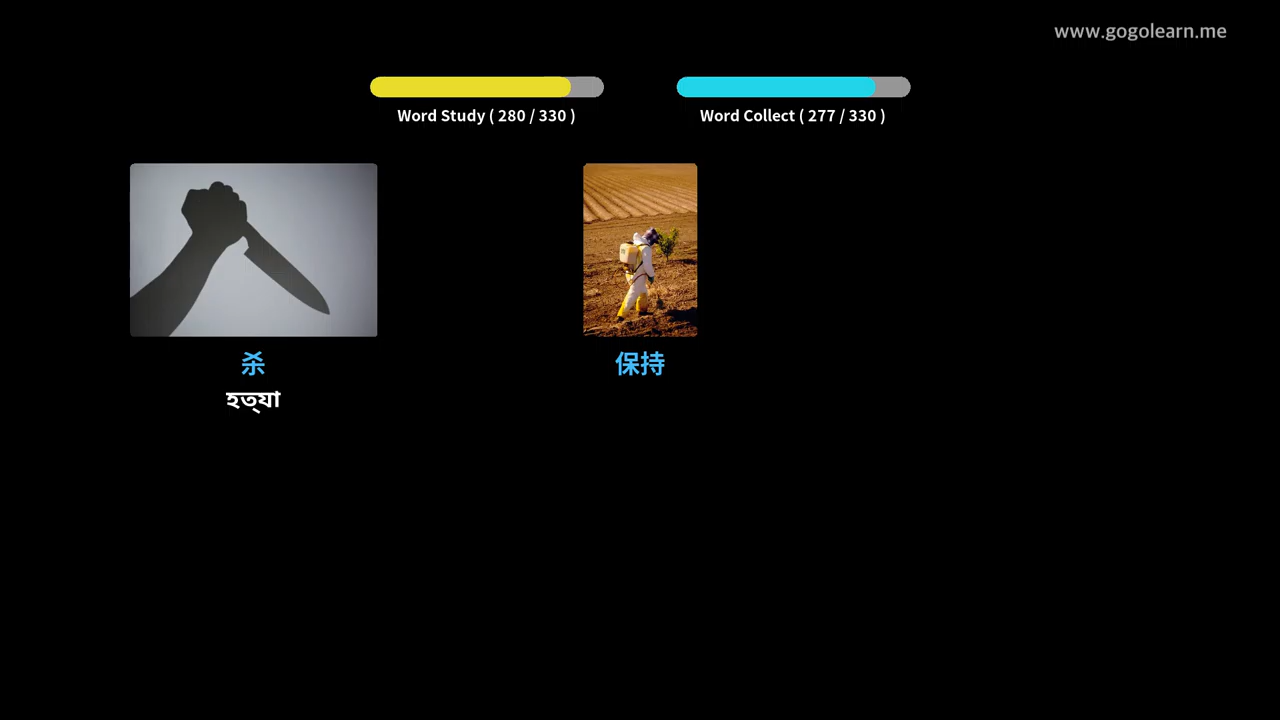 www.gogolearn.me
Word Study ( 280 / 330 )
Word Collect ( 277 / 330 )
杀
হত্যা
保持